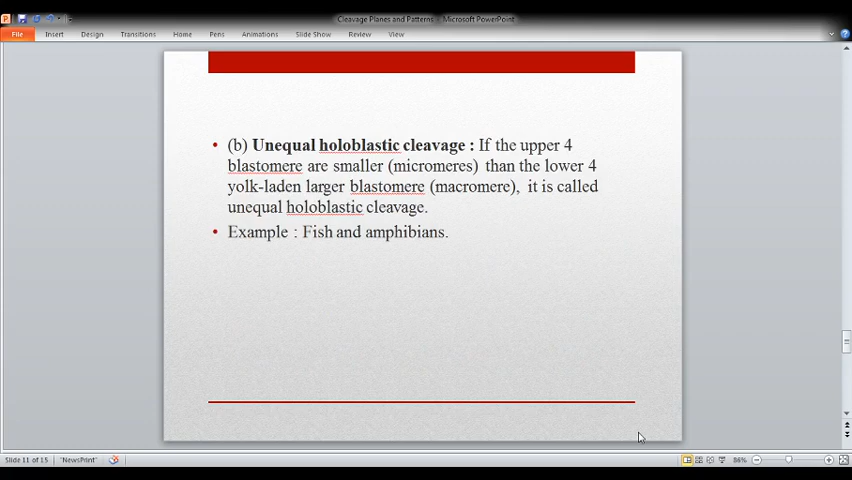 Cleavage Planes and Patterns - Microsoft PowerPoint
File Insert Design Transitions Home Pens Animations Slide Show Review View
• (b) Unequal holoblastic cleavage : If the upper 4
blastomere are smaller (micromeres) than the lower 4
yolk-laden larger blastomere (macromere), it is called
unequal holoblastic cleavage.
• Example : Fish and amphibians.
Slide 11 of 15 "NewsPrint" 86%